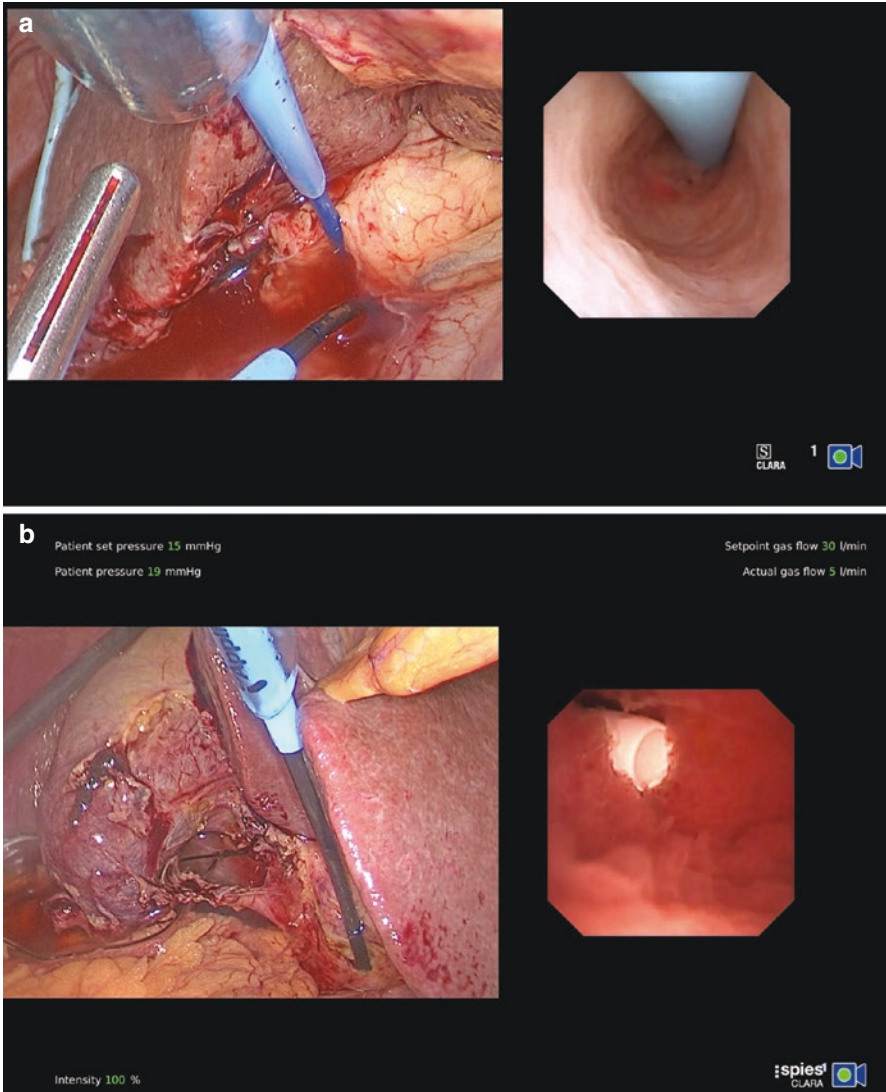 a
S
CLARA
1
b
Patient set pressure 15 mmHg
Setpoint gas flow 30 l/min
Patient pressure 19 mmHg
Actual gas flow 5 l/min
Intensity 100 %
spies
CLARA